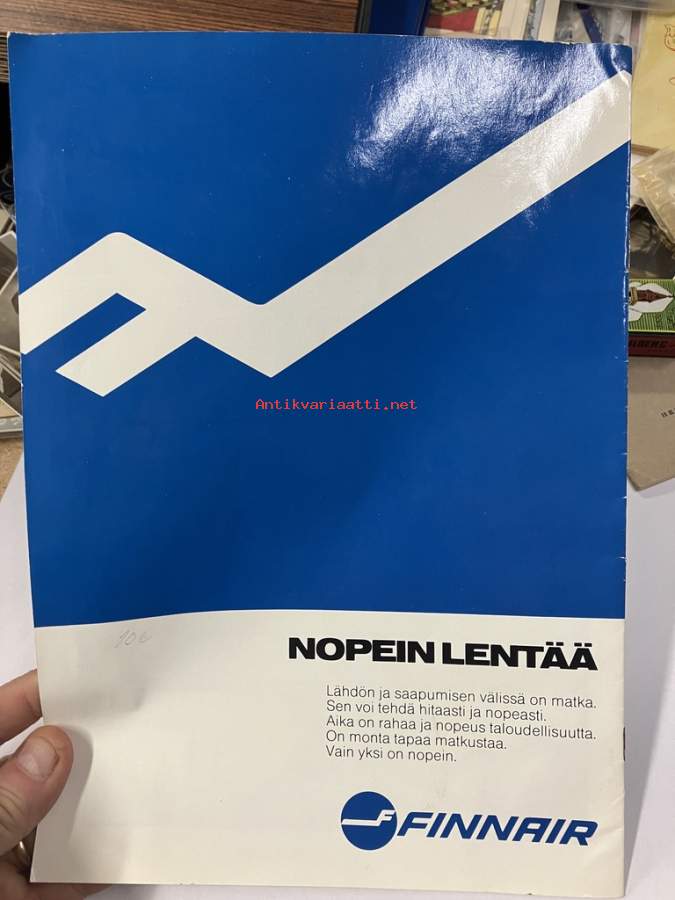 Antikvariaatti.net
10e
NOPEIN LENTÄÄ
Lähdön ja saapumisen välissä on matka.
Sen voi tehdä hitaasti ja nopeasti.
Aika on rahaa ja nopeus taloudellisuutta.
On monta tapaa matkustaa.
Vain yksi on nopein.
FINNAIR